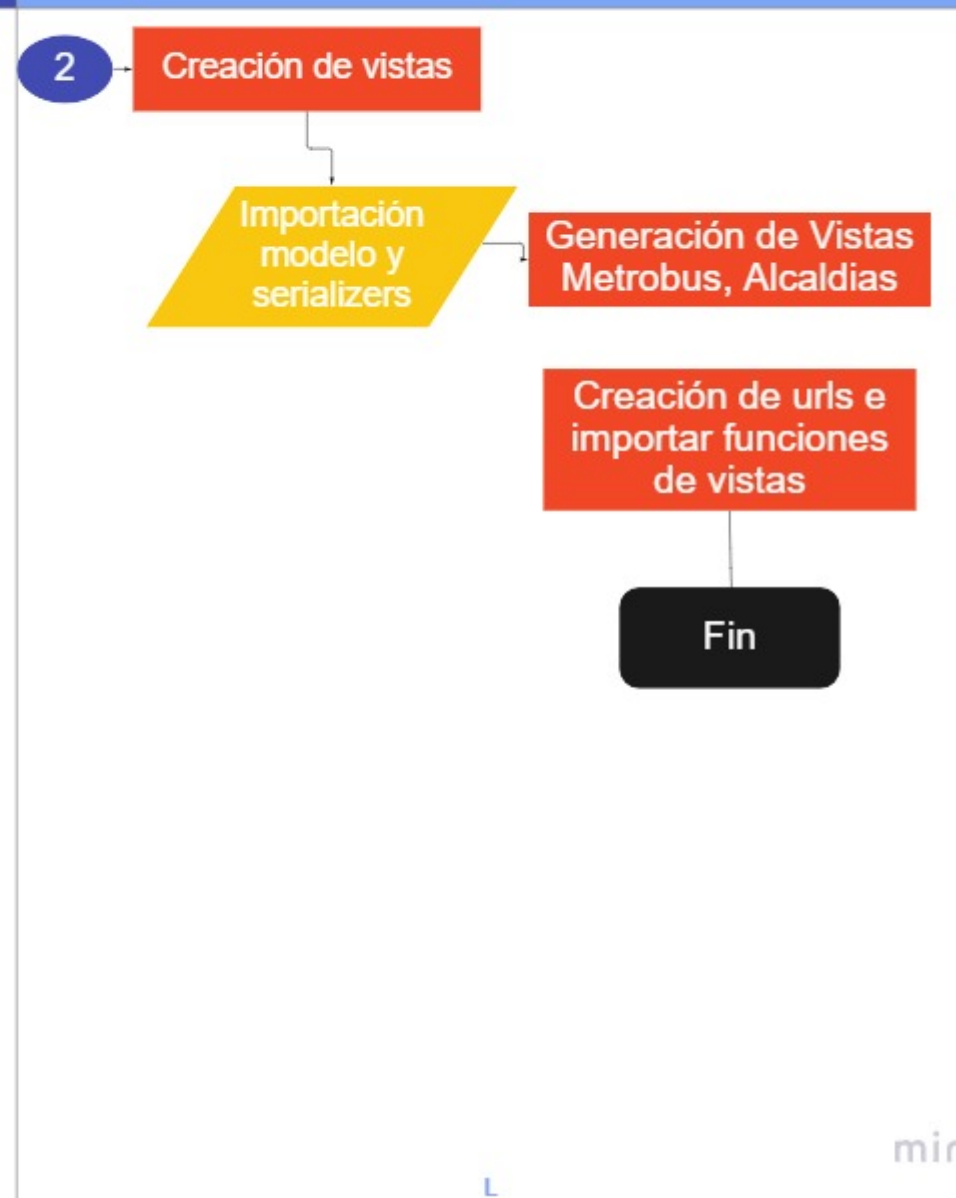 2
Creación de vistas
Importación
modelo y
serializers
Generación de Vistas
Metrobus, Alcaldias
Creación de urls e
importar funciones
de vistas
Fin
mir
L